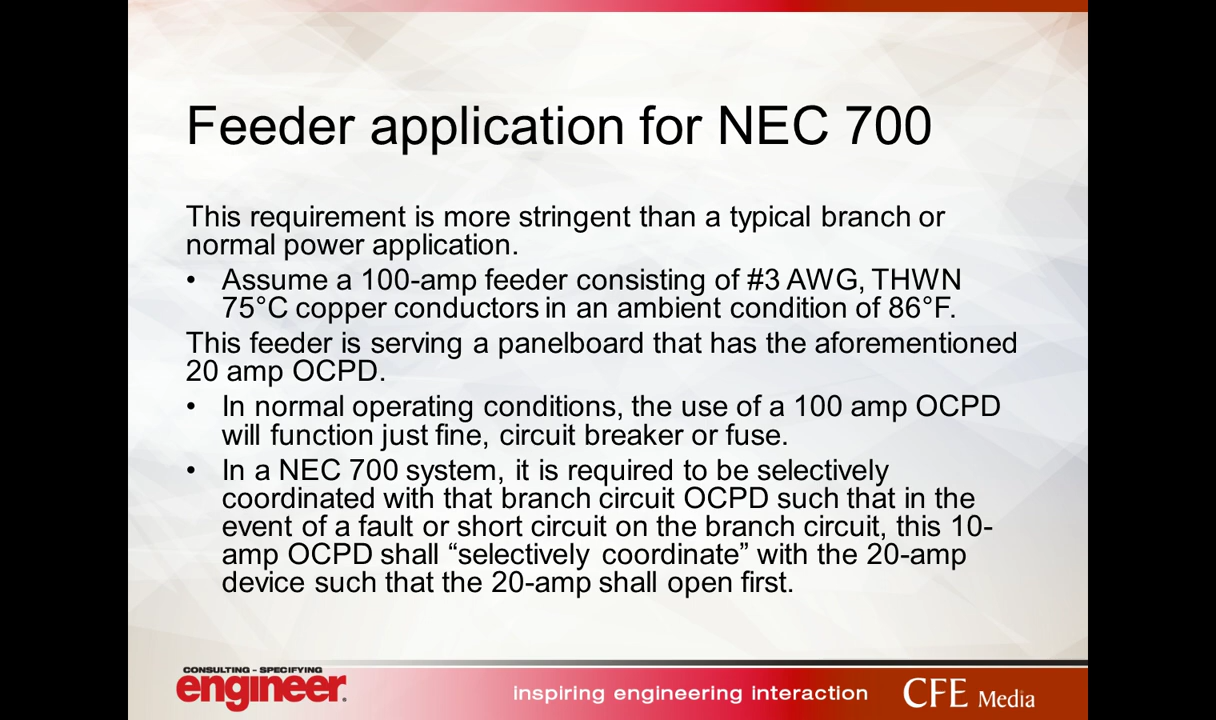 Feeder application for NEC 700
This requirement is more stringent than a typical branch or
normal power application.
• Assume a 100-amp feeder consisting of #3 AWG, THWN
75°C copper conductors in an ambient condition of 86°F.
This feeder is serving a panelboard that has the aforementioned
20 amp OCPD.
• In normal operating conditions, the use of a 100 amp OCPD
will function just fine, circuit breaker or fuse.
• In a NEC 700 system, it is required to be selectively
coordinated with that branch circuit OCPD such that in the
event of a fault or short circuit on the branch circuit, this 10-
amp OCPD shall “selectively coordinate” with the 20-amp
device such that the 20-amp shall open first.
CONSULTING - SPECIFYING
engineer.
inspiring engineering interaction
CFE Media